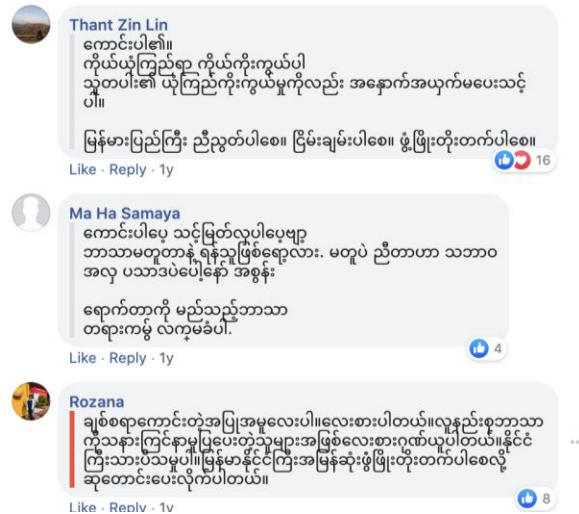 Thant Zin Lin
ကောင်းပါ၏။
ကိုယ်ယုံကြည်ရာ ကိုယ်ကိုးကွယ်ပါ
သူတပါး၏ ယုံကြည်ကိုးကွယ်မှုကိုလည်း အနှောက်အယှက်မပေးသင့်
ပါ။
မြန်မာပြည်ကြီး ညီညွတ်ပါစေ။ ငြိမ်းချမ်းပါစေ။ ဖွံ့ဖြိုးတိုးတက်ပါစေ။
16
Like · Reply · 1y
Ma Ha Samaya
ကောင်းပါပေ့ သင့်မြတ်လှပါပေ့ဗျာ့
ဘာသာမတူတာနဲ့ ရန်သူဖြစ်ရော့လား. မတူပဲ ညီတာဟာ သဘာဝ
အလှ ပသာဒပဲပေါ့နော် အစွန်း
ရောက်တာကို မည်သည့်ဘာသာ
တရားကမျှ လက္မခံပါ.
4
Like · Reply · 1y
Rozana
ချစ်စရာကောင်းတဲ့အပြုအမူလေးပါ။လေးစားပါတယ်။လူနည်းစုဘာသာ
ကိုသနားကြင်နာမှုပြပေးတဲ့သူများအဖြစ်လေးစားဂုဏ်ယူပါတယ်။နိုင်ငံ
ကြီးသားပီသမှုပါ။မြန်မာနိုင်ငံကြီးအမြန်ဆုံးဖွံ့ဖြိုးတိုးတက်ပါစေလို့
ဆုတောင်းပေးလိုက်ပါတယ်။
8
Like · Reply · 1y